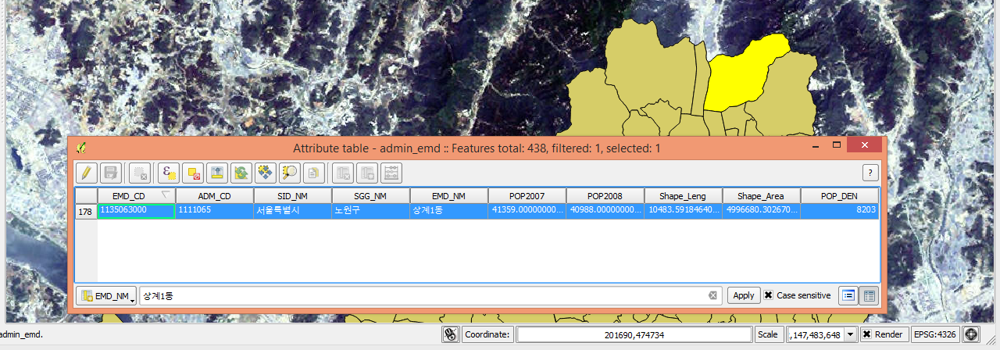 Attribute table - admin_emd :: Features total: 438, filtered: 1, selected: 1
?
EMD_CD ADM_CD SID_NM SGG_NM EMD_NM POP2007 POP2008 Shape_Leng Shape_Area POP_DEN
178 1135063000 1111065 서울특별시 노원구 상계1동 41359.00000000... 40988.00000000... 10483.59184640... 4996680.302670... 8203
EMD_NM 상계1동 Apply Case sensitive
admin_emd. Coordinate: 201690,474734 Scale ,147,483,648 Render EPSG:4326